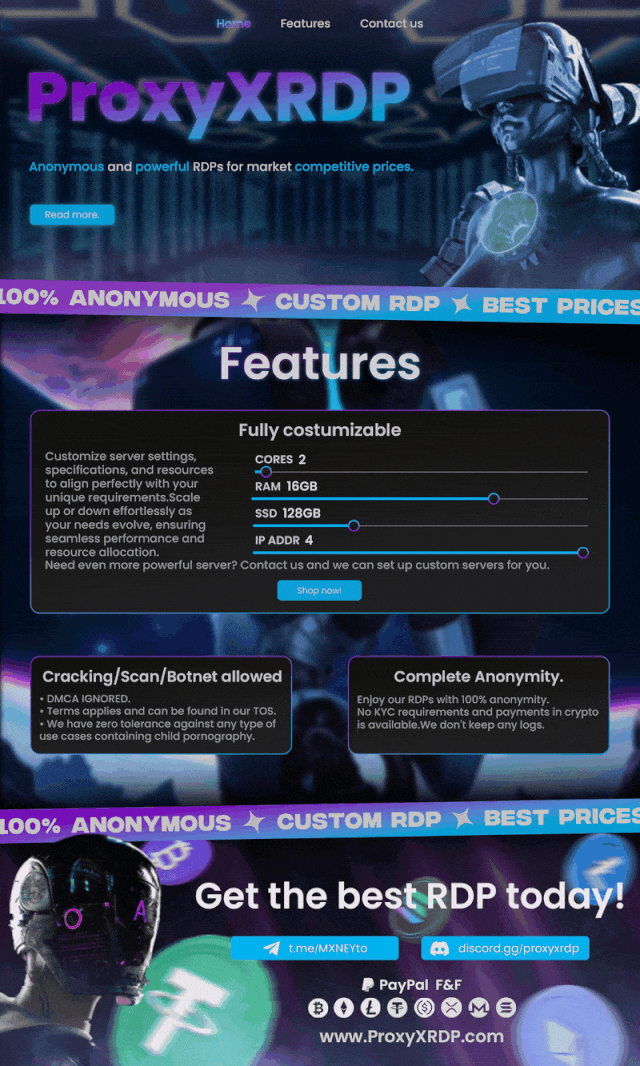 Home Features Contact us
ProxyXRDP
Anonymous and powerful RDPs for market competitive prices.
Read more.
100% ANONYMOUS CUSTOM RDP BEST PRICES
Features
Fully costumizable
Customize server settings,
specifications, and resources
to align perfectly with your
unique requirements.Scale
up or down effortlessly as
your needs evolve, ensuring
seamless performance and
resource allocation.
CORES 2
RAM 16GB
SSD 128GB
IP ADDR 4
Need even more powerful server? Contact us and we can set up custom servers for you.
Shop now!
Cracking/Scan/Botnet allowed
• DMCA IGNORED.
• Terms applies and can be found in our TOS.
• We have zero tolerance against any type of
use cases containing child pornography.
Complete Anonymity.
Enjoy our RDPs with 100% anonymity.
No KYC requirements and payments in crypto
is available.We don't keep any logs.
100% ANONYMOUS CUSTOM RDP BEST PRICES
Get the best RDP today!
t.me/MXNEYto
discord.gg/proxyxrdp
PayPal F&F
www.ProxyXRDP.com